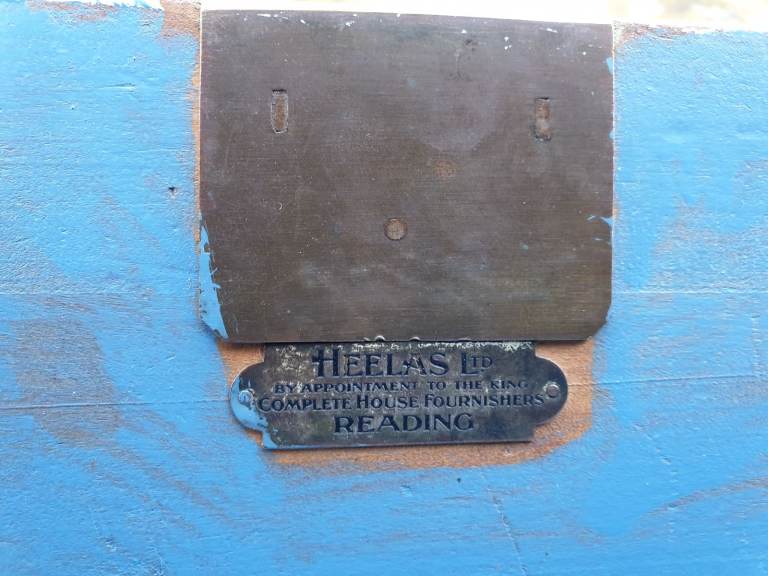 HEELAS LTD
BY APPOINTMENT TO THE KING
COMPLETE HOUSE FOURNISHERS
READING